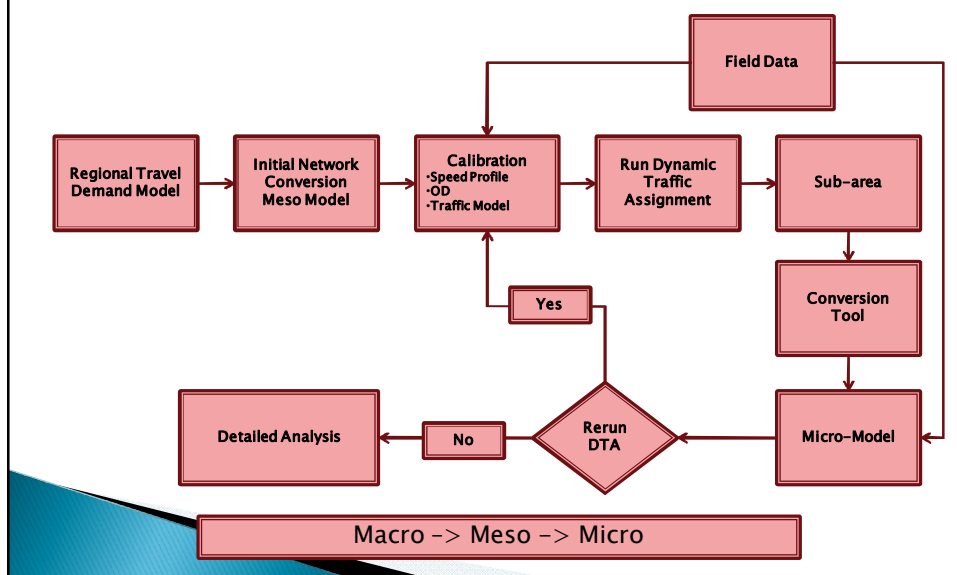 Field Data
Regional Travel
Demand Model
Initial Network
Conversion
Meso Model
Calibration
•Speed Profile
•OD
•Traffic Model
Run Dynamic
Traffic
Assignment
Sub-area
Yes
Conversion
Tool
Detailed Analysis
No
Rerun
DTA
Micro-Model
Macro -> Meso -> Micro